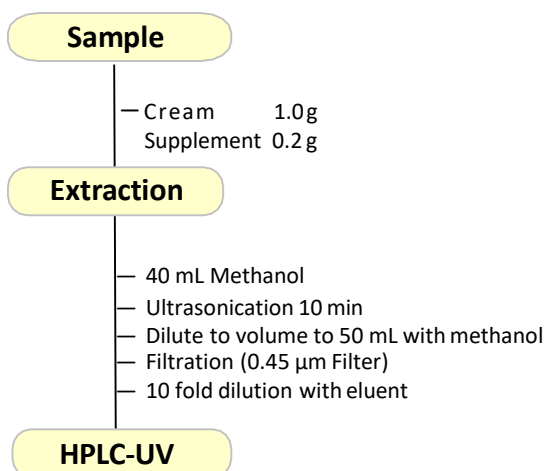 Sample
Cream 1.0 g
Supplement 0.2 g
Extraction
40 mL Methanol
Ultrasonication 10 min
Dilute to volume to 50 mL with methanol
Filtration (0.45 μm Filter)
10 fold dilution with eluent
HPLC-UV